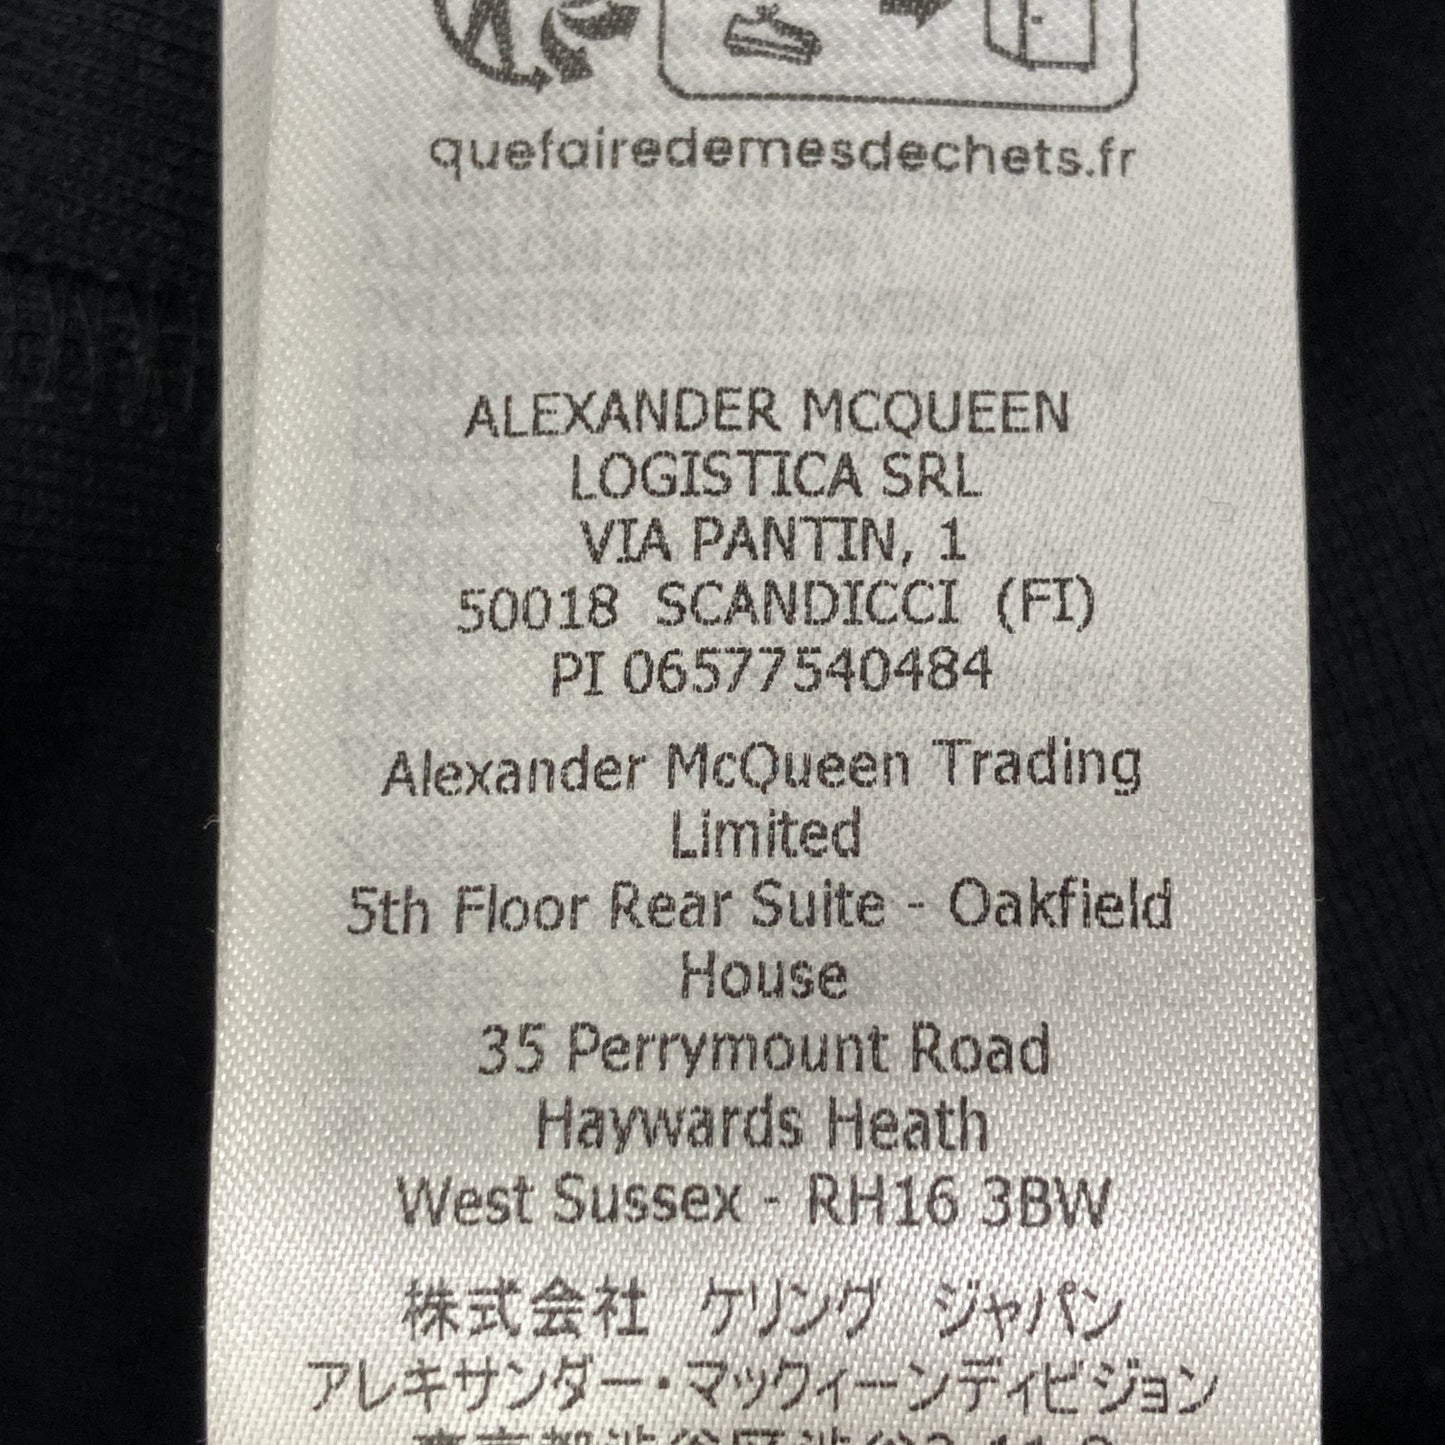 quefairedemesdechets.fr
ALEXANDER MCQUEEN
LOGISTICA SRL
VIA PANTIN, 1
50018 SCANDICCI (FI)
PI 06577540484
Alexander McQueen Trading
Limited
5th Floor Rear Suite - Oakfield
House
35 Perrymount Road
Haywards Heath
West Sussex - RH16 3BW
株式会社 ケリング ジャパン
アレキサンダー・マックィーンディビジョン